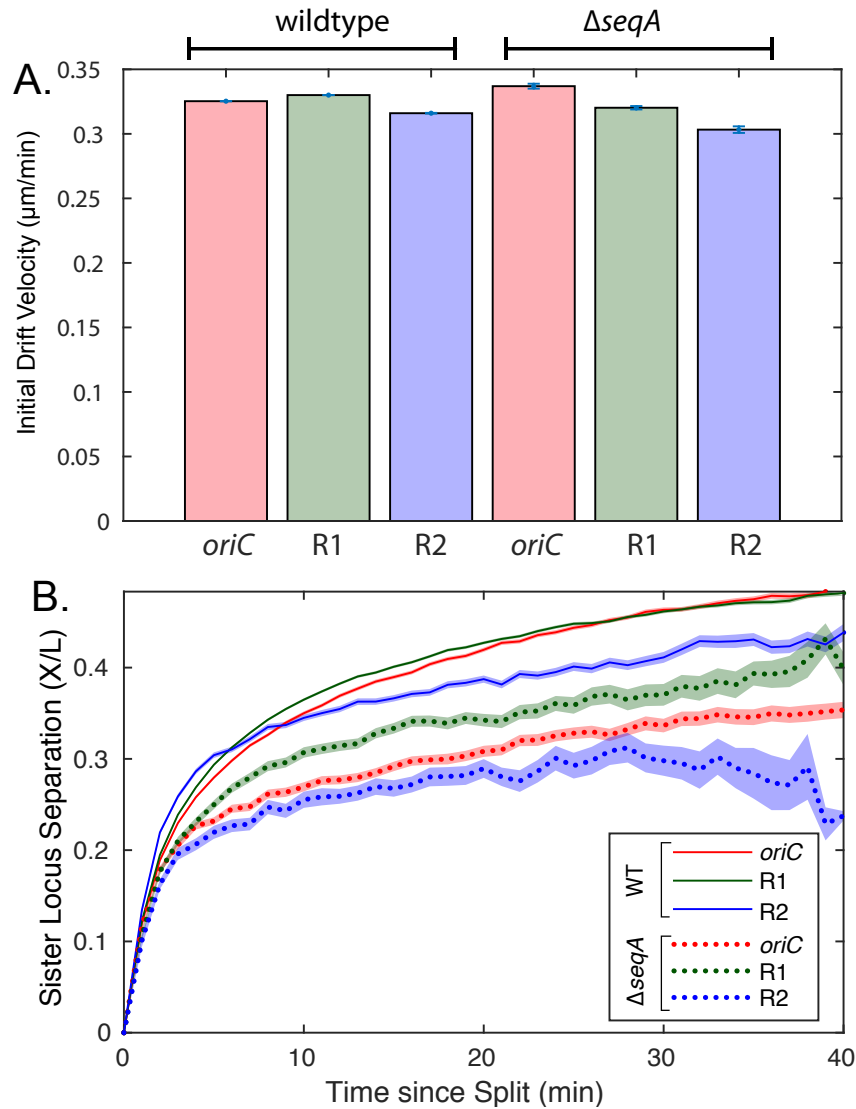 wildtype ΔseqA
A.
0.35
0.3
0.25
0.2
0.15
0.1
0.05
0
Initial Drift Velocity (μm/min)
oriC R1 R2 oriC R1 R2
B.
0.4
0.3
0.2
0.1
0
Sister Locus Separation (X/L)
WT
oriC
R1
R2
ΔseqA
oriC
R1
R2
0 10 20 30 40
Time since Split (min)